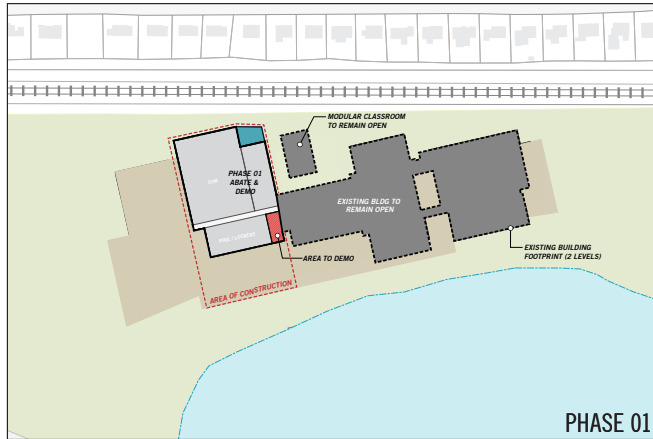 MODULAR CLASSROOM
TO REMAIN OPEN
PHASE 01
ABATE &
DEMO
GYM
EXISTING BLDG TO
REMAIN OPEN
AREA TO DEMO
EXISTING BUILDING
FOOTPRINT (2 LEVELS)
AREA OF CONSTRUCTION
PHASE 01